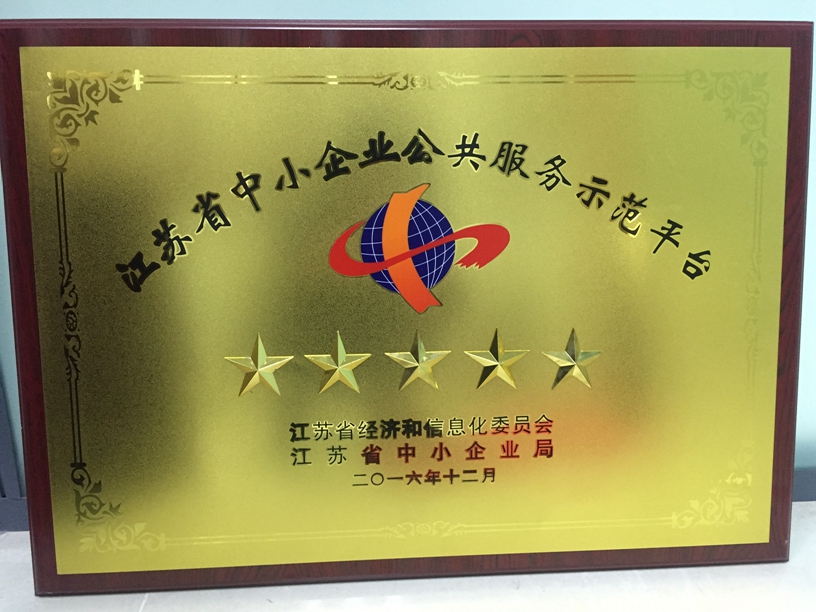 江苏省中小企业公共服务示范平台
江苏省经济和信息化委员会
江苏省中小企业局
二〇一六年十二月